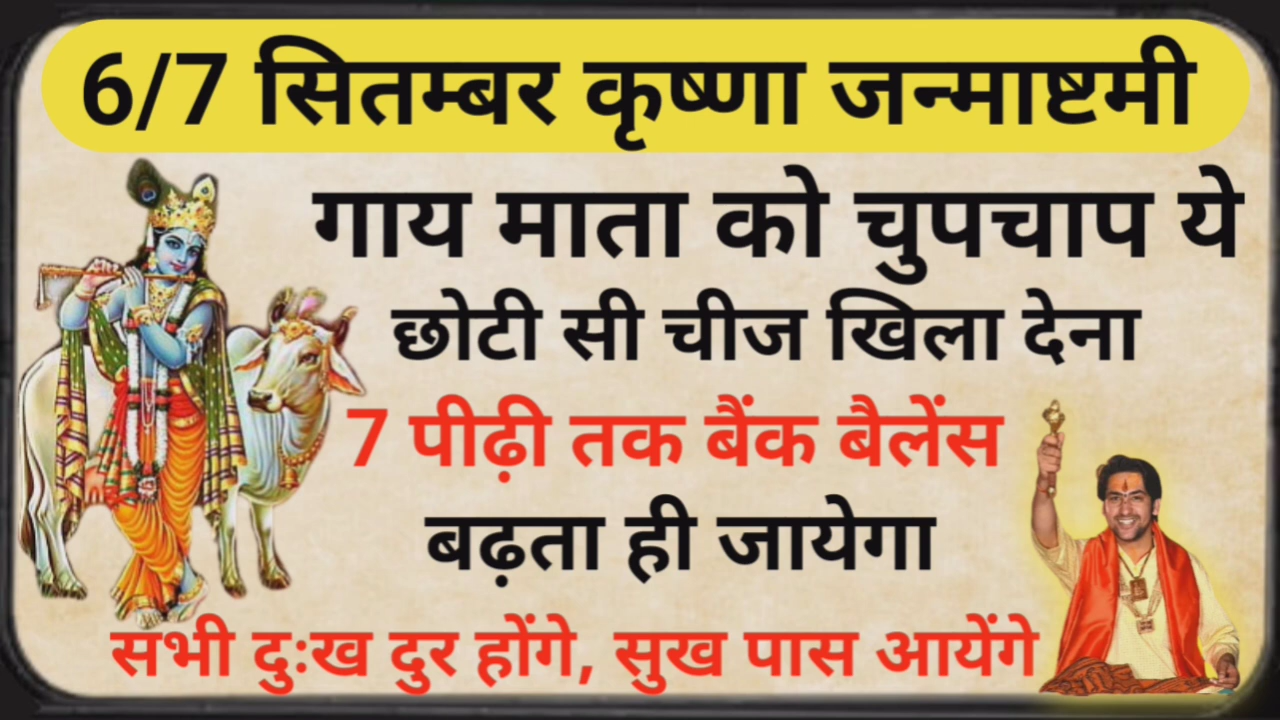 6/7 सितम्बर कृष्णा जन्माष्टमी
गाय माता को चुपचाप ये
छोटी सी चीज खिला देना
7 पीढ़ी तक बैंक बैलेंस
बढ़ता ही जायेगा
सभी दुःख दुर होंगे, सुख पास आयेंगे